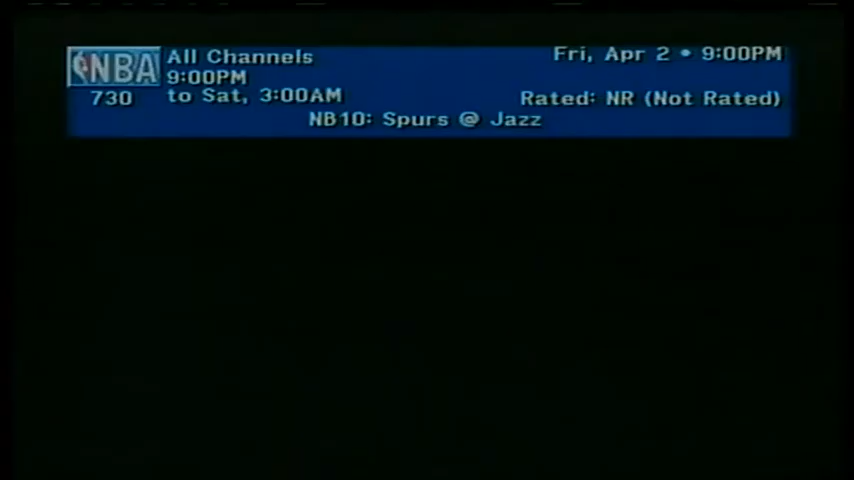 NBA
730
All Channels
9:00PM
to Sat, 3:00AM
Fri, Apr 2 • 9:00PM
Rated: NR (Not Rated)
NB10: Spurs @ Jazz